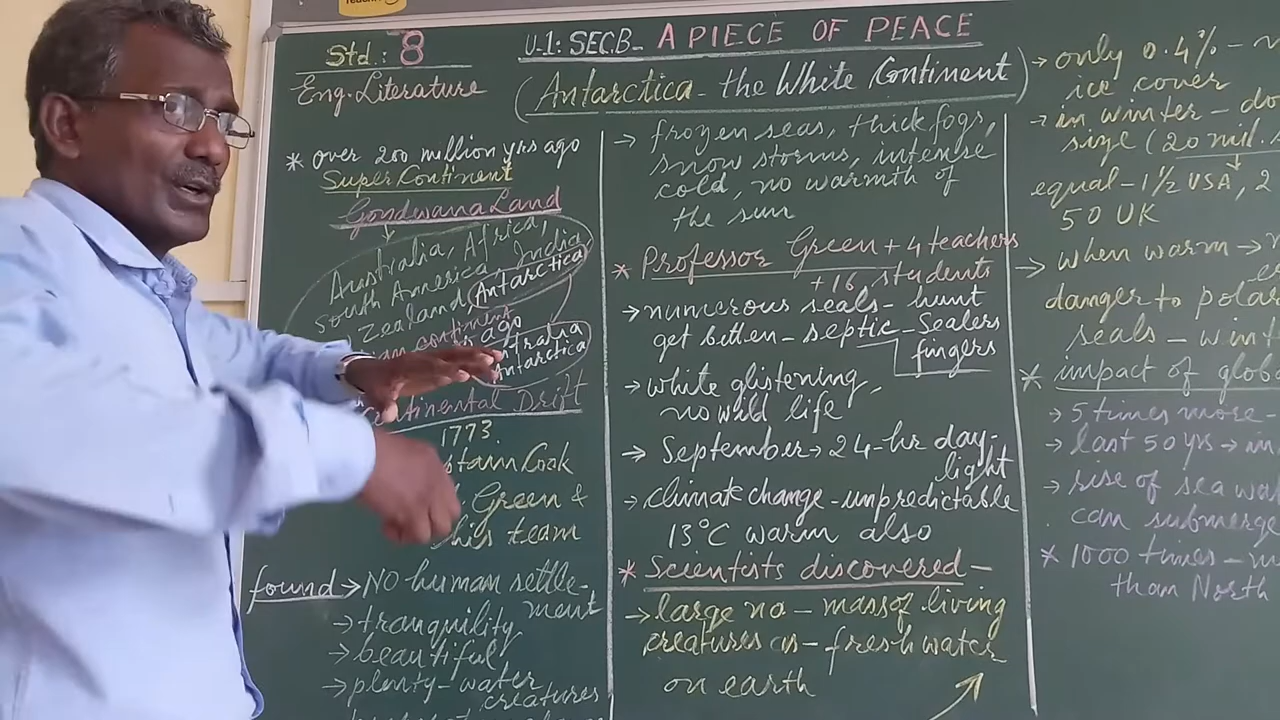 Std.: 8
Eng. Literature
U-1: SEC.B- A PIECE OF PEACE
(Antarctica - the White Continent)
* over 200 million yrs ago
Super Continent
Gondwana Land
Australia, Africa,
South America, India
Zealand, Antarctica
continent
ago
Antarctica
Continental Drift
1773.
Cook
Green &
his team
found → NO human settle-
ment
→ tranquility
→ beautiful
→ plenty - water
creatures
→ frozen seas, thick fogs,
snow storms, intense
cold, no warmth of
the sun
* Professor Green + 4 teachers
+ 16 students
→ numerous seals - hunt
get bitten - septic - Sealers
fingers
→ white glistening,
no wild life
→ September → 24-hr day-
light
→ climate change - unpredictable
13°C warm also
* Scientists discovered -
→ large no - mass of living
creatures as - fresh water
on earth
→ only 0.4% -
ice cover
→ in winter -
size (20 mil.
equal - 1 1/2 USA, 2
50 UK
→ when warm →
danger to
seals -
* impact of
→ 5 times more -
→ last 50 yrs →
→ rise of sea
can submerge
* 1000 times -
than North